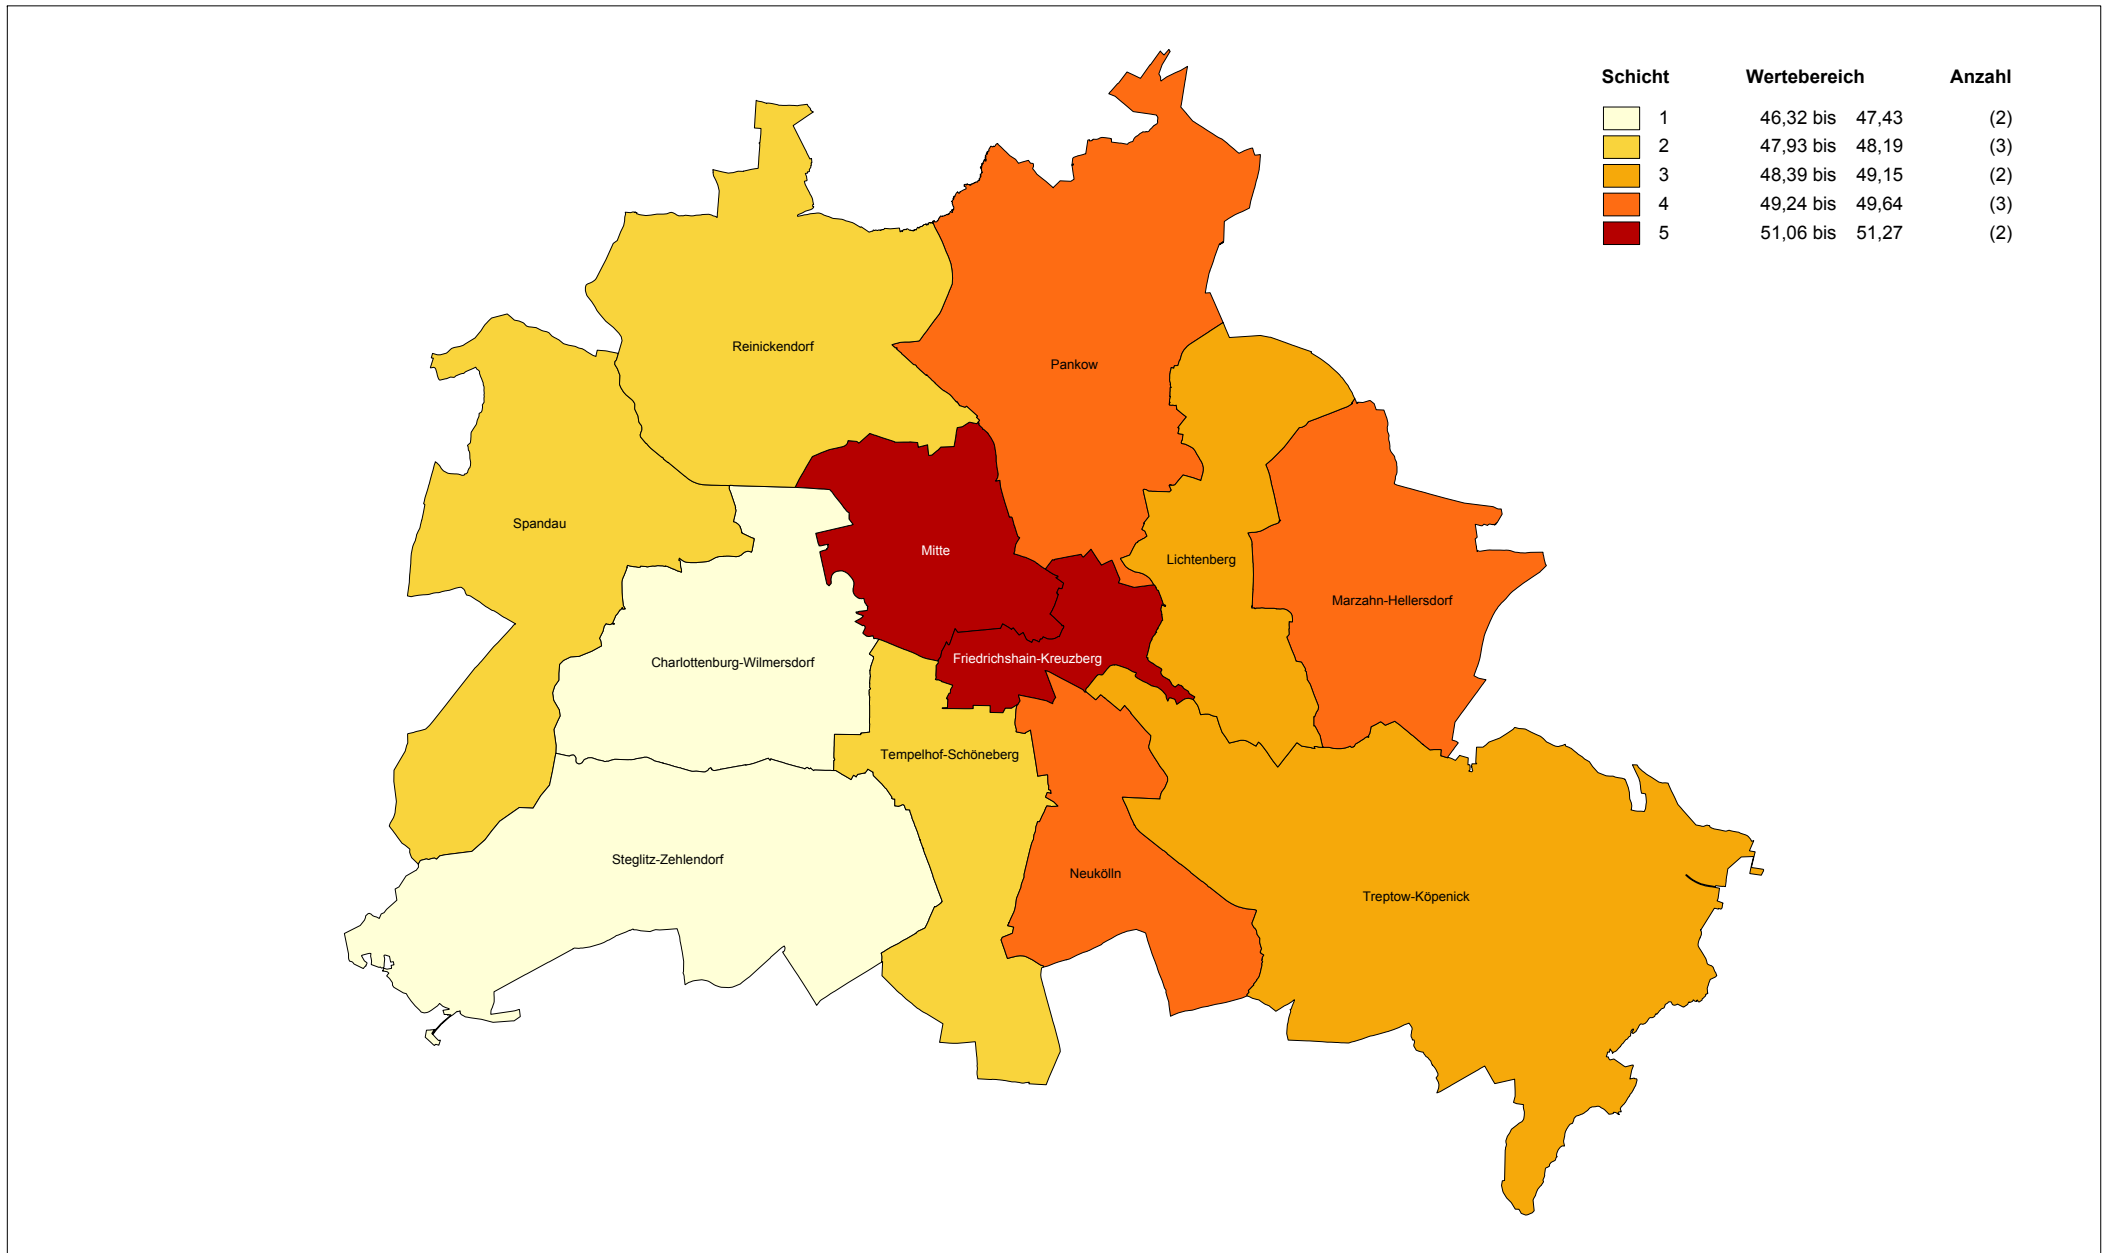 Schicht Wertebereich Anzahl
1 46,32 bis 47,43 (2)
2 47,93 bis 48,19 (3)
3 48,39 bis 49,15 (2)
4 49,24 bis 49,64 (3)
5 51,06 bis 51,27 (2)
Reinickendorf
Pankow
Spandau
Mitte
Lichtenberg
Marzahn-Hellersdorf
Charlottenburg-Wilmersdorf
Friedrichshain-Kreuzberg
Tempelhof-Schöneberg
Steglitz-Zehlendorf
Neukölln
Treptow-Köpenick